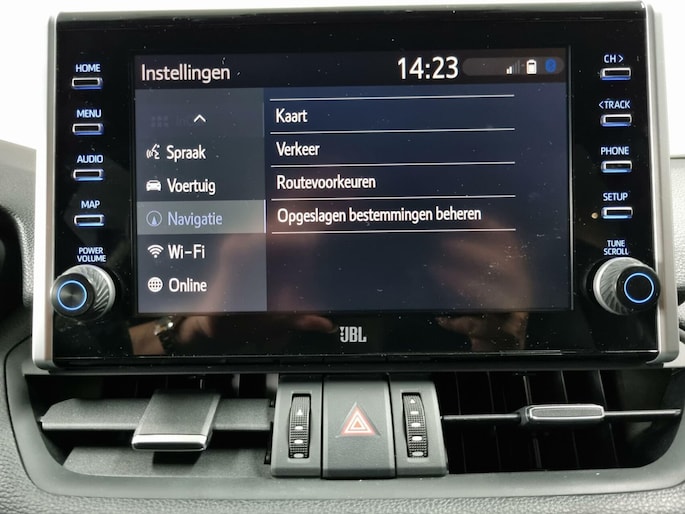 Instellingen 14:23
HOME
MENU
AUDIO
MAP
POWER
VOLUME
Spraak
Voertuig
Navigatie
Wi-Fi
Online
Kaart
Verkeer
Routevoorkeuren
Opgeslagen bestemmingen beheren
CH >
< TRACK
PHONE
SETUP
TUNE
SCROLL
JBL